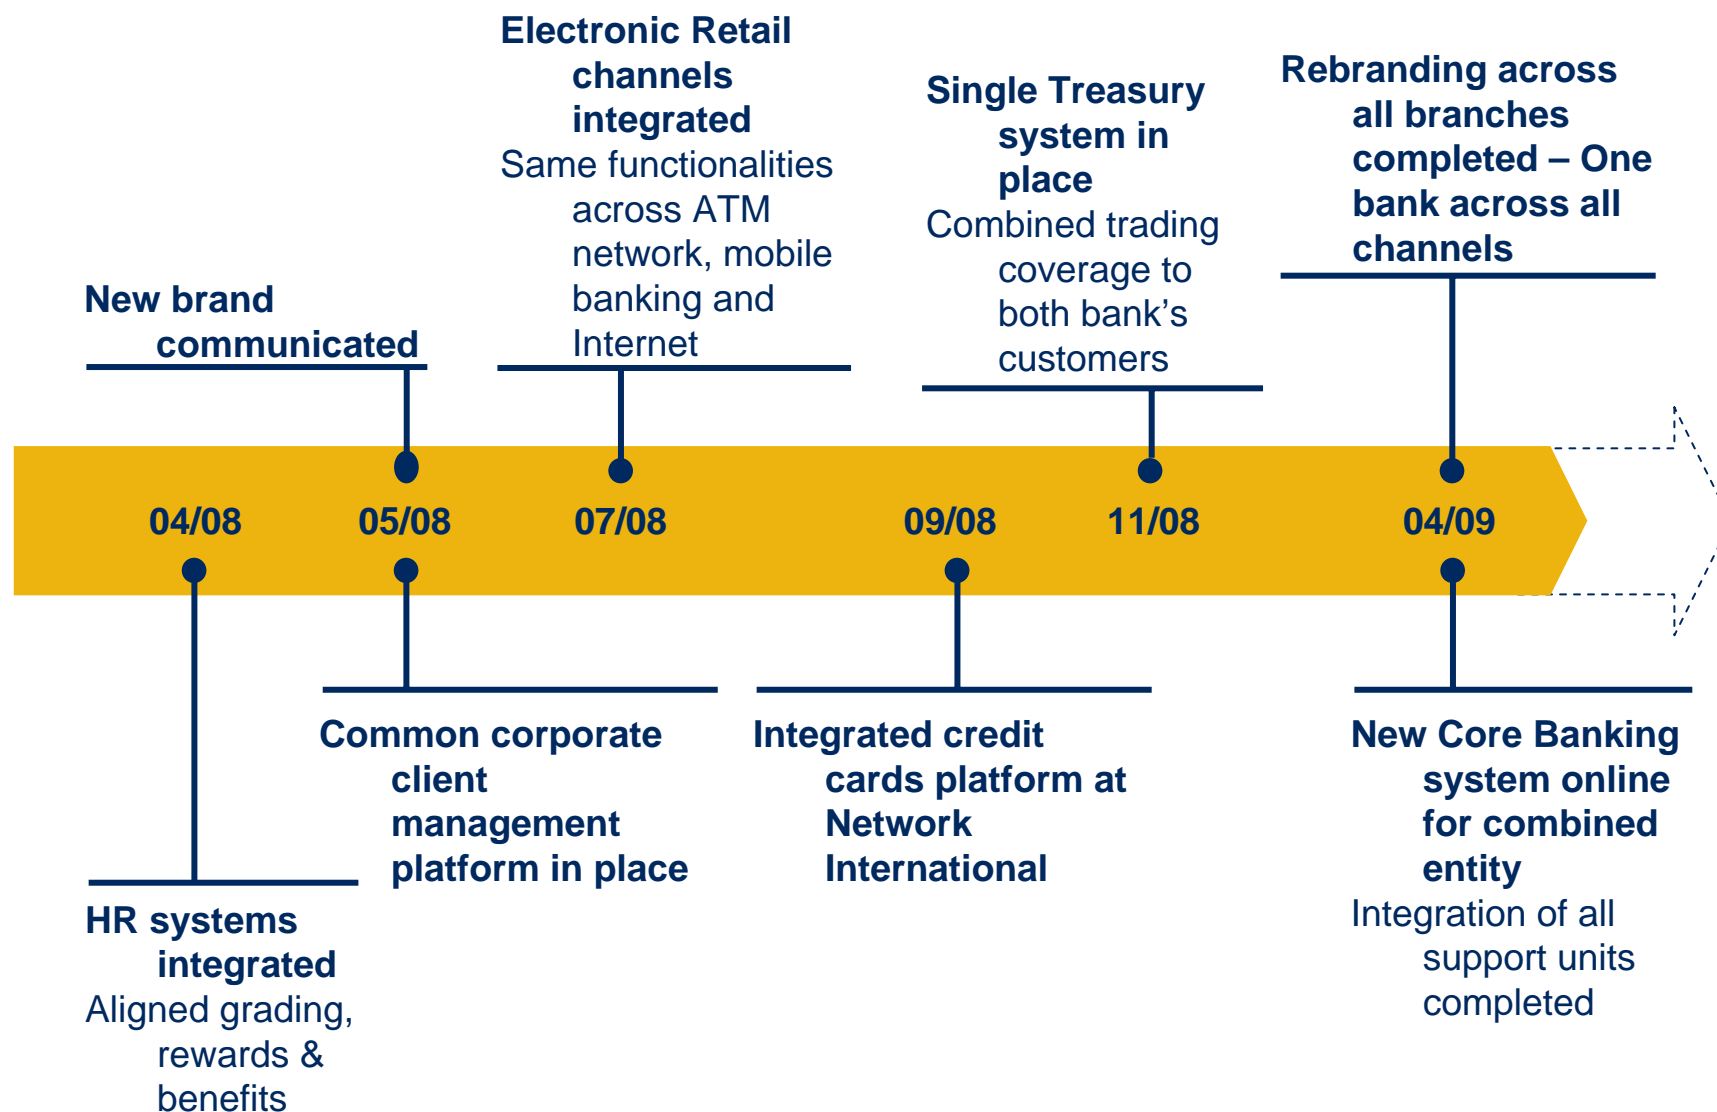 Electronic Retail
channels
integrated
Same functionalities
across ATM
network, mobile
banking and
Internet
Single Treasury
system in
place
Combined trading
coverage to
both bank’s
customers
Rebranding across
all branches
completed – One
bank across all
channels
New brand
communicated
04/08
05/08
07/08
09/08
11/08
04/09
HR systems
integrated
Aligned grading,
rewards &
benefits
Common corporate
client
management
platform in place
Integrated credit
cards platform at
Network
International
New Core Banking
system online
for combined
entity
Integration of all
support units
completed